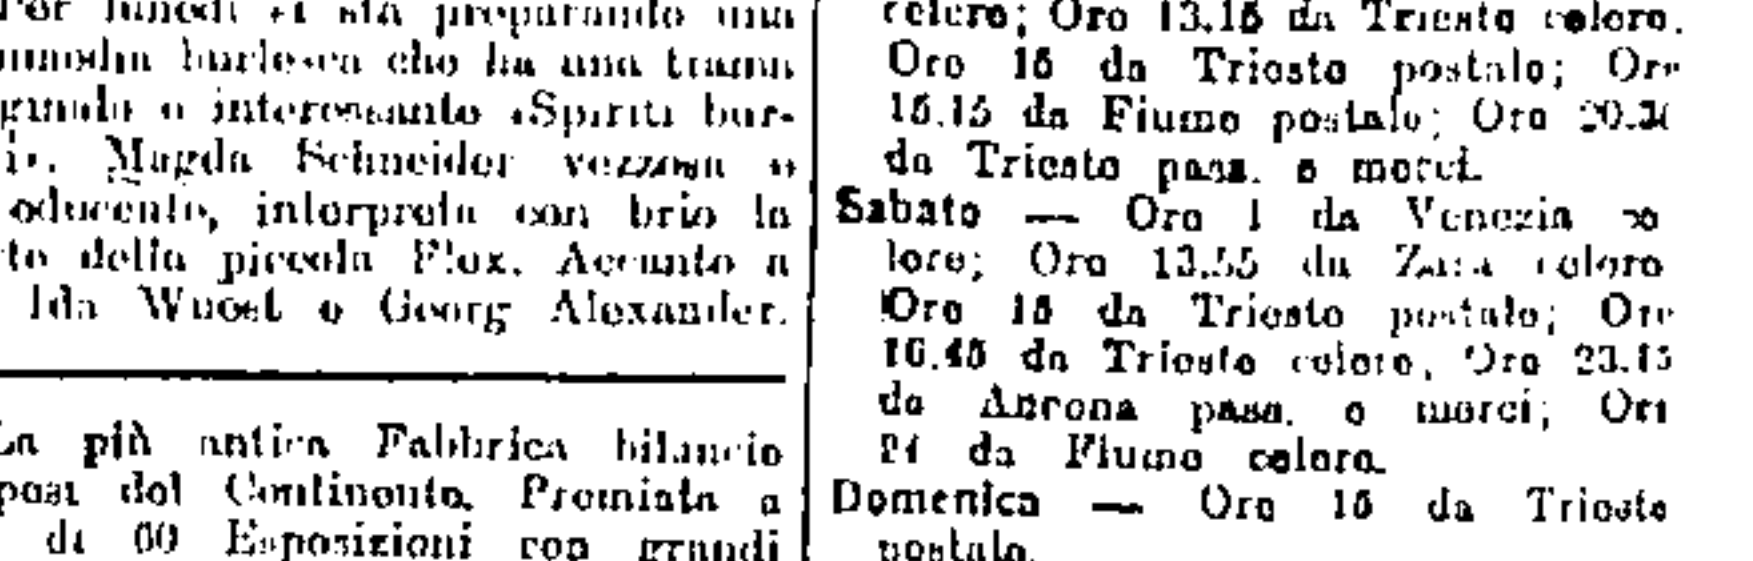 Per lunedì si sta preparando una
burlesca che ha una trama
e interessante «Spiriti bur-
Magda Schneider vezzosa e
interpreta con brio la
della piccola Flox. Accanto a
Ida Wuest e Georg Alexander.
La più antica Fabbrica bilancie
pesi del Continente. Premiata a
di 60 Esposizioni con grandi
celere; Ore 13.15 da Trieste celere.
Ore 15 da Trieste postale; Ore
15.15 da Fiume postale; Ore
da Trieste pass. e merci.
Sabato — Ore 1 da Venezia ce
lere; Ore 13.55 da Zara celere
Ore 15 da Trieste postale; Ore
16.45 da Trieste celere, Ore 23.15
da Ancona pass. e merci; Ore
24 da Fiume celere.
Domenica — Ore 15 da Trieste
postale.